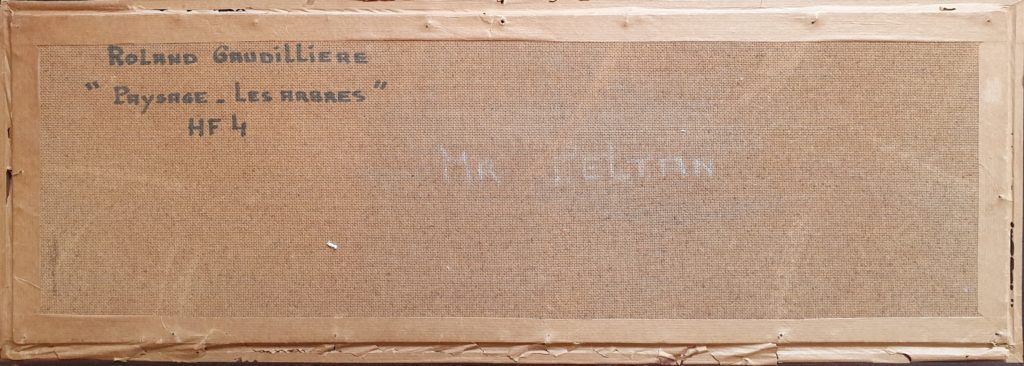 Roland Gaudilliere
"Paysage - Les arbres"
HF 4
Mr